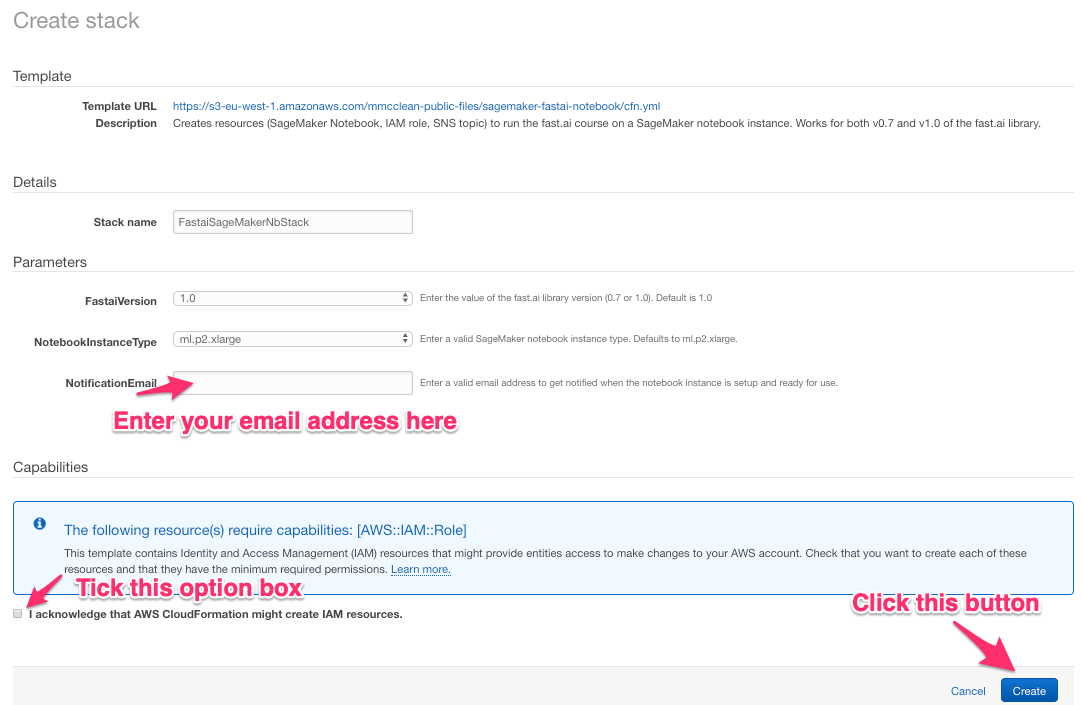 Create stack
Template
Template URL https://s3-eu-west-1.amazonaws.com/mmcclean-public-files/sagemaker-fastai-notebook/cfn.yml
Description Creates resources (SageMaker Notebook, IAM role, SNS topic) to run the fast.ai course on a SageMaker notebook instance. Works for both v0.7 and v1.0 of the fast.ai library.
Details
Stack name FastaiSageMakerNbStack
Parameters
FastaiVersion 1.0 Enter the value of the fast.ai library version (0.7 or 1.0). Default is 1.0
NotebookInstanceType ml.p2.xlarge Enter a valid SageMaker notebook instance type. Defaults to ml.p2.xlarge.
NotificationEmail Enter a valid email address to get notified when the notebook instance is setup and ready for use.
Enter your email address here
Capabilities
The following resource(s) require capabilities: [AWS::IAM::Role]
This template contains Identity and Access Management (IAM) resources that might provide entities access to make changes to your AWS account. Check that you want to create each of these
resources and that they have the minimum required permissions. Learn more.
Tick this option box
I acknowledge that AWS CloudFormation might create IAM resources.
Click this button
Cancel Create